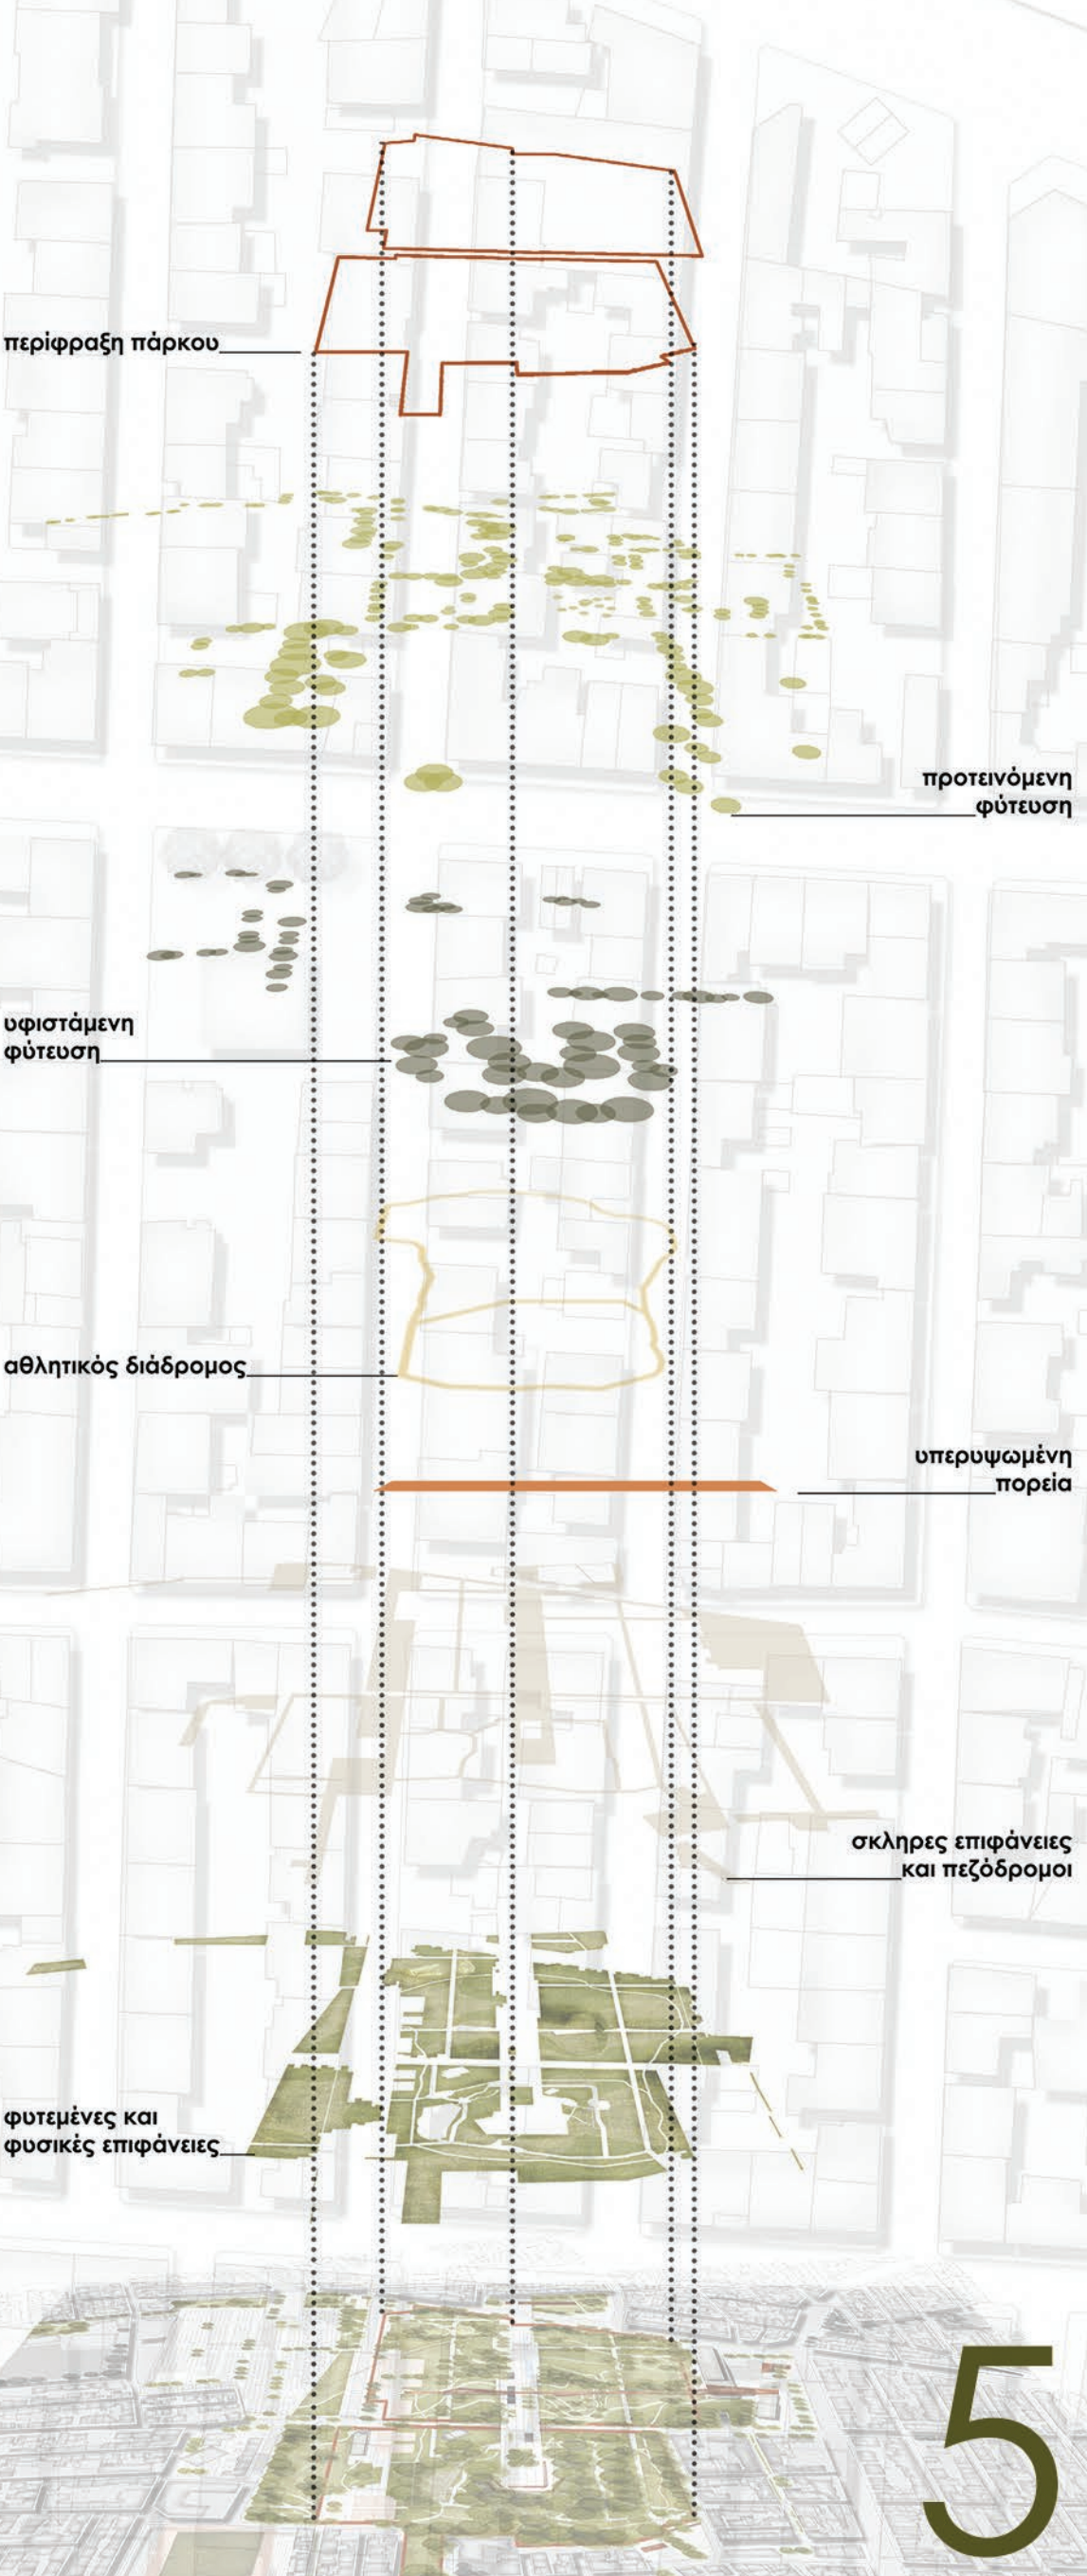 περίφραξη πάρκου
προτεινόμενη
φύτευση
υφιστάμενη
φύτευση
αθλητικός διάδρομος
υπερυψωμένη
πορεία
σκληρες επιφάνειες
και πεζόδρομοι
φυτεμένες και
φυσικές επιφάνειες
5